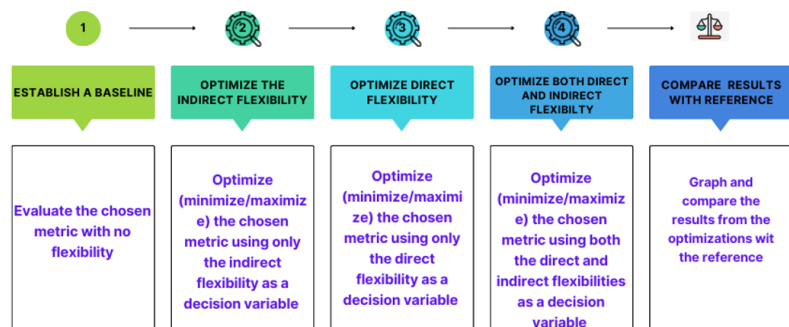 1
2
3
4
ESTABLISH A BASELINE
OPTIMIZE THE
INDIRECT FLEXIBILITY
OPTIMIZE DIRECT
FLEXIBILITY
OPTIMIZE BOTH DIRECT
AND INDIRECT
FLEXIBILTY
COMPARE RESULTS
WITH REFERENCE
Evaluate the chosen
metric with no
flexibility
Optimize
(minimize/maximiz
e) the chosen
metric using only
the indirect
flexibility as a
decision variable
Optimize
(minimize/maximi
ze) the chosen
metric using only
the direct
flexibility as a
decision variable
Optimize
(minimize/maximiz
e) the chosen
metric using both
the direct and
indirect flexibilities
as a decision
variable
Graph and
compare the
results from the
optimizations wit
the reference